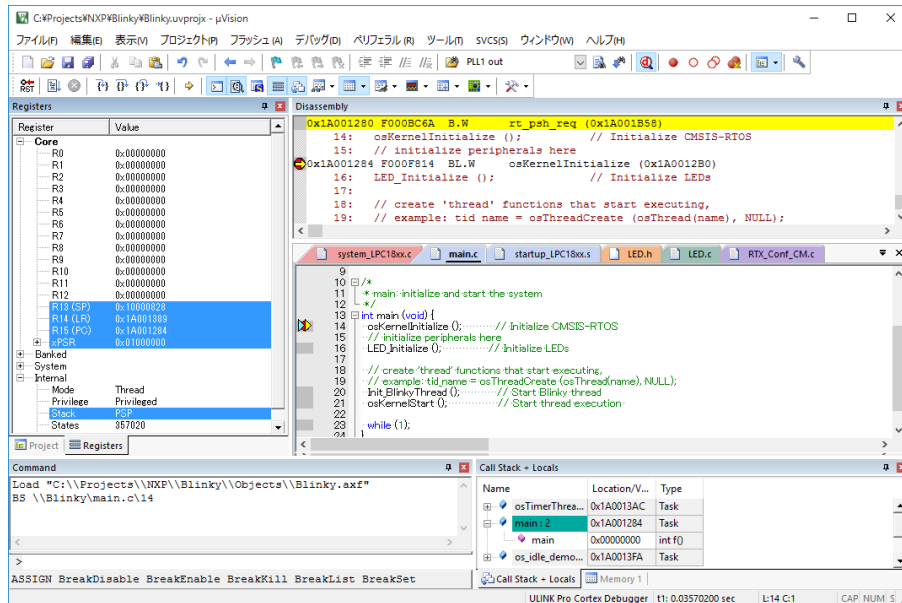 C:¥Projects¥NXP¥Blinky¥Blinky.uvprojx - µVision
ファイル(F) 編集(E) 表示(V) プロジェクト(P) フラッシュ(A) デバッグ(D) ペリフェラル(R) ツール(T) SVCS(S) ウィンドウ(W) ヘルプ(H)
PLL1 out
RST
Registers
Register Value
Core
R0 0x00000000
R1 0x00000000
R2 0x00000000
R3 0x00000000
R4 0x00000000
R5 0x00000000
R6 0x00000000
R7 0x00000000
R8 0x00000000
R9 0x00000000
R10 0x00000000
R11 0x00000000
R12 0x00000000
R13 (SP) 0x10000828
R14 (LR) 0x1A001389
R15 (PC) 0x1A001284
xPSR 0x01000000
Banked
System
Internal
Mode Thread
Privilege Privileged
Stack PSP
States 357020
Project Registers
Disassembly
0x1A001280 F000BC6A B.W rt_psh_req (0x1A001B58)
14: osKernelInitialize (); // Initialize CMSIS-RTOS
15: // initialize peripherals here
0x1A001284 F000F814 BL.W osKernelInitialize (0x1A0012B0)
16: LED_Initialize (); // Initialize LEDs
17:
18: // create 'thread' functions that start executing,
19: // example: tid_name = osThreadCreate (osThread(name), NULL);
system_LPC18xx.c main.c startup_LPC18xx.s LED.h LED.c RTX_Conf_CM.c
9
10 /*
11 * main: initialize and start the system
12 */
13 int main (void) {
14 osKernelInitialize (); // Initialize CMSIS-RTOS
15 // initialize peripherals here
16 LED_Initialize (); // Initialize LEDs
17
18 // create 'thread' functions that start executing,
19 // example: tid_name = osThreadCreate (osThread(name), NULL);
20 Init_BlinkyThread (); // Start Blinky thread
21 osKernelStart (); // Start thread execution
22
23 while (1);
24 }
Command
Load "C:\\Projects\\NXP\\Blinky\\Objects\\Blinky.axf"
BS \\Blinky\main.c\14
>
ASSIGN BreakDisable BreakEnable BreakKill BreakList BreakSet
Call Stack + Locals
Name Location/V... Type
osTimerThrea... 0x1A0013AC Task
main : 2 0x1A001284 Task
main 0x00000000 int f()
os_idle_demo... 0x1A0013FA Task
Call Stack + Locals Memory 1
ULINK Pro Cortex Debugger t1: 0.03570200 sec L:14 C:1 CAP NUM S